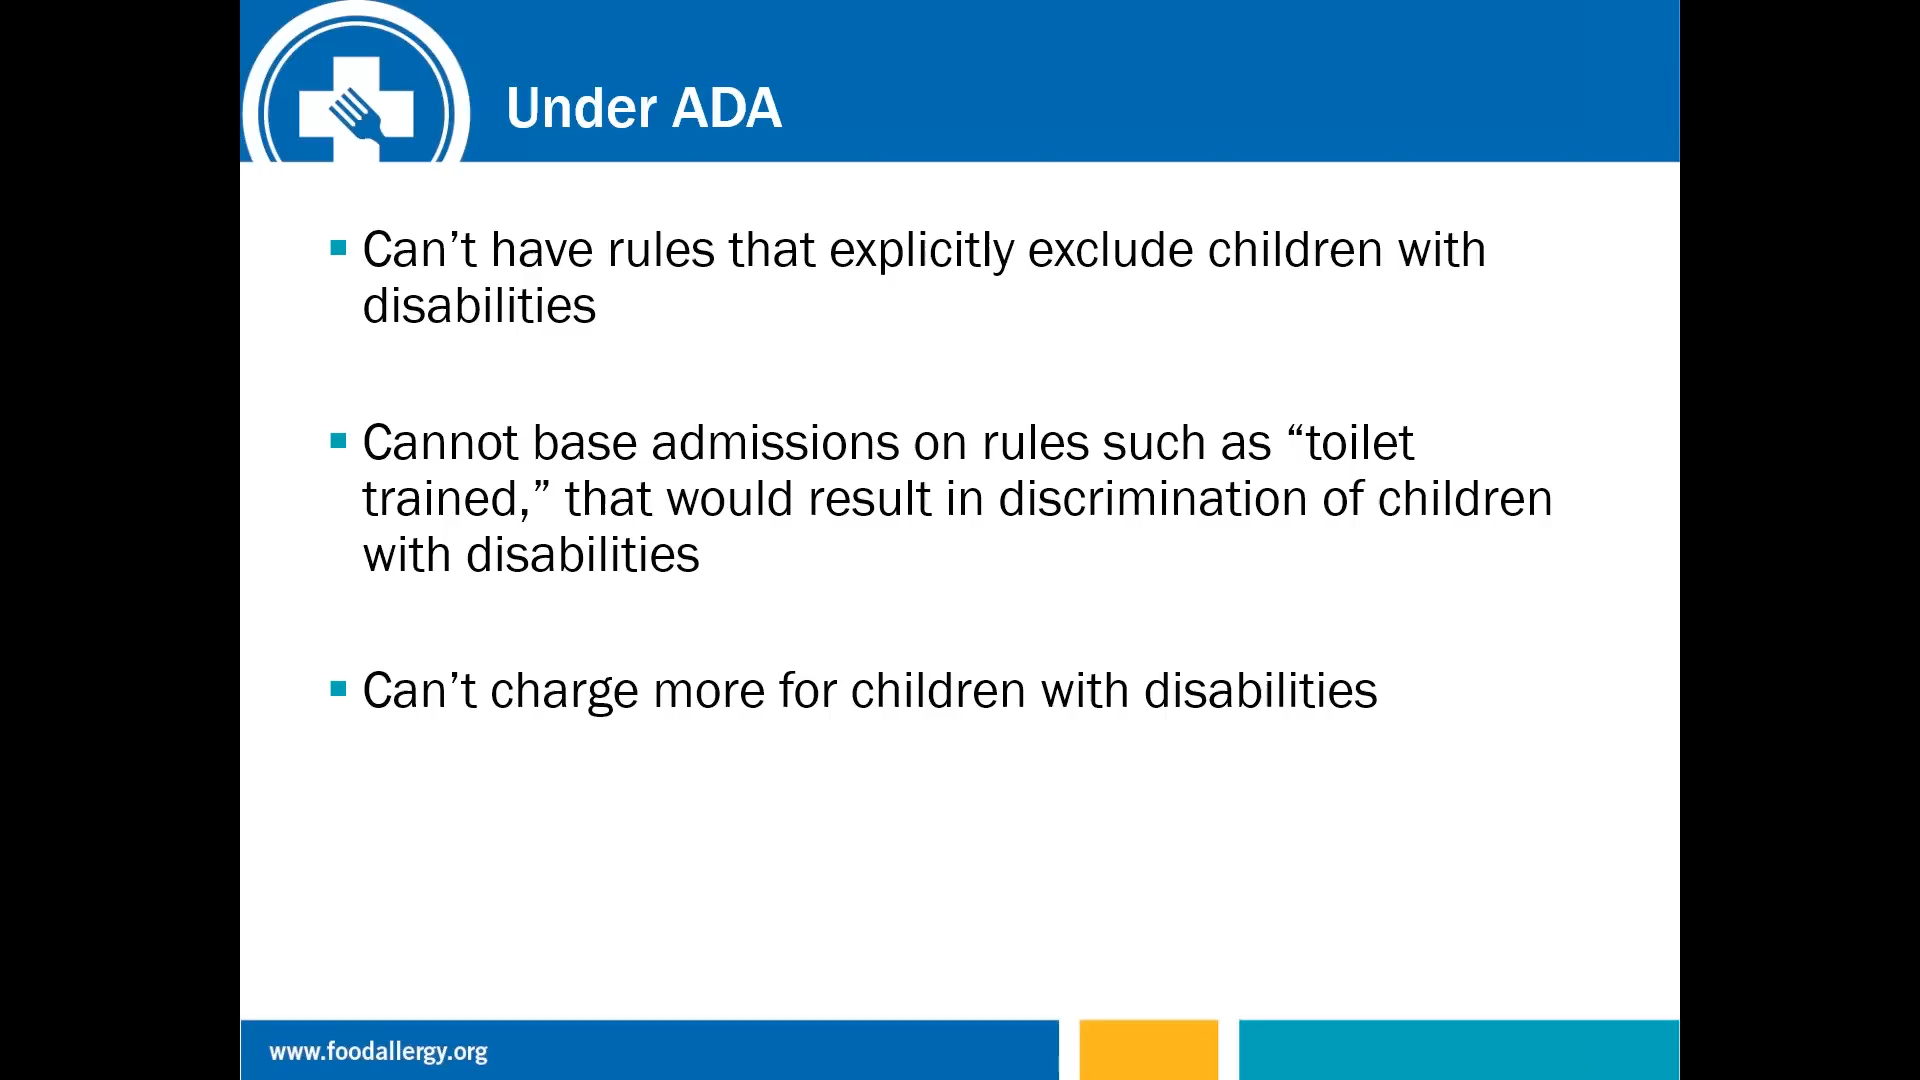 Under ADA
▪ Can’t have rules that explicitly exclude children with
disabilities
▪ Cannot base admissions on rules such as “toilet
trained,” that would result in discrimination of children
with disabilities
▪ Can’t charge more for children with disabilities
www.foodallergy.org